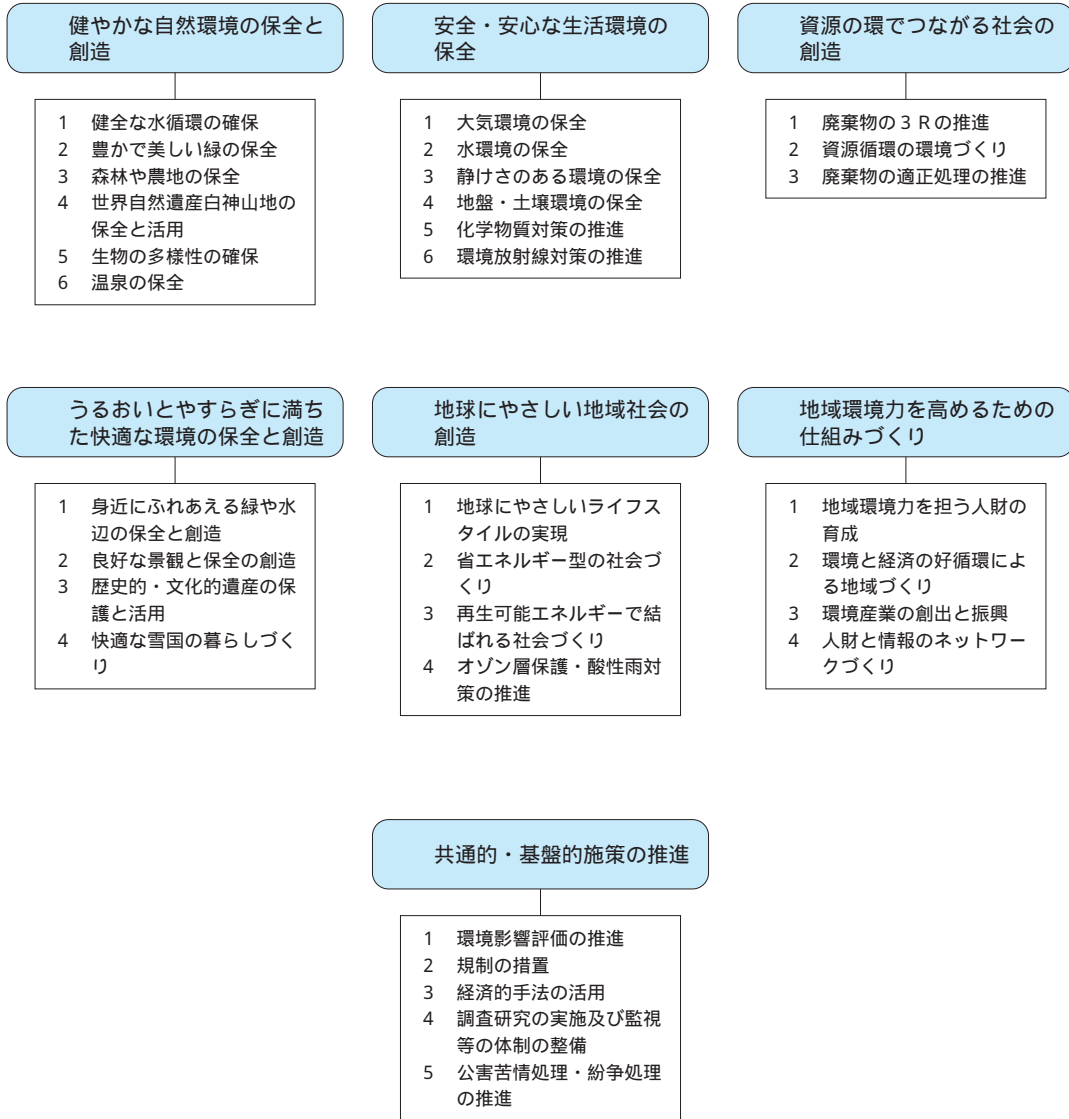 健やかな自然環境の保全と
創造
1 健全な水循環の確保
2 豊かで美しい緑の保全
3 森林や農地の保全
4 世界自然遺産白神山地の
保全と活用
5 生物の多様性の確保
6 温泉の保全
安全・安心な生活環境の
保全
1 大気環境の保全
2 水環境の保全
3 静けさのある環境の保全
4 地盤・土壌環境の保全
5 化学物質対策の推進
6 環境放射線対策の推進
資源の環でつながる社会の
創造
1 廃棄物の３Ｒの推進
2 資源循環の環境づくり
3 廃棄物の適正処理の推進
うるおいとやすらぎに満ち
た快適な環境の保全と創造
1 身近にふれあえる緑や水
辺の保全と創造
2 良好な景観と保全の創造
3 歴史的・文化的遺産の保
護と活用
4 快適な雪国の暮らしづく
り
地球にやさしい地域社会の
創造
1 地球にやさしいライフス
タイルの実現
2 省エネルギー型の社会づ
くり
3 再生可能エネルギーで結
ばれる社会づくり
4 オゾン層保護・酸性雨対
策の推進
地域環境力を高めるための
仕組みづくり
1 地域環境力を担う人財の
育成
2 環境と経済の好循環によ
る地域づくり
3 環境産業の創出と振興
4 人財と情報のネットワー
クづくり
共通的・基盤的施策の推進
1 環境影響評価の推進
2 規制の措置
3 経済的手法の活用
4 調査研究の実施及び監視
等の体制の整備
5 公害苦情処理・紛争処理
の推進